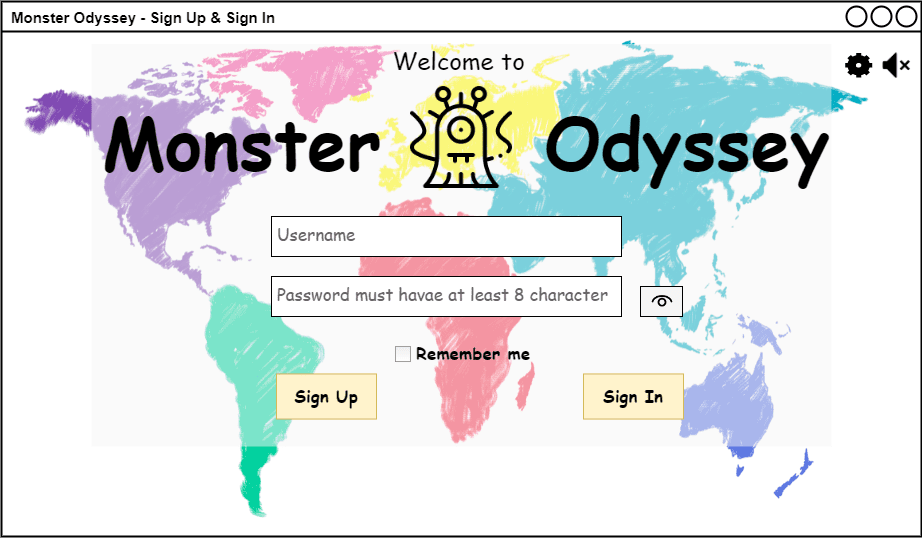 Monster Odyssey - Sign Up & Sign In
Welcome to
Monster Odyssey
Username
Password must havae at least 8 character
Remember me
Sign Up Sign In